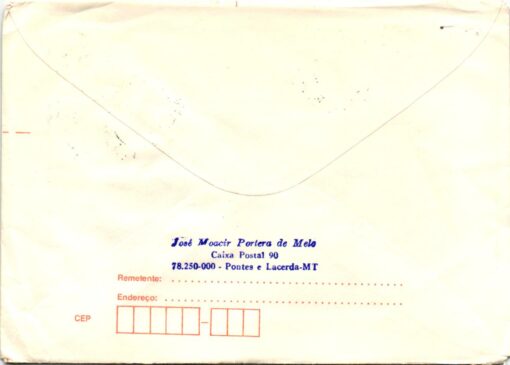 José Moacir Portera de Melo
Caixa Postal 90
78.250-000 - Pontes e Lacerda-MT
Remetente:
Endereço:
CEP